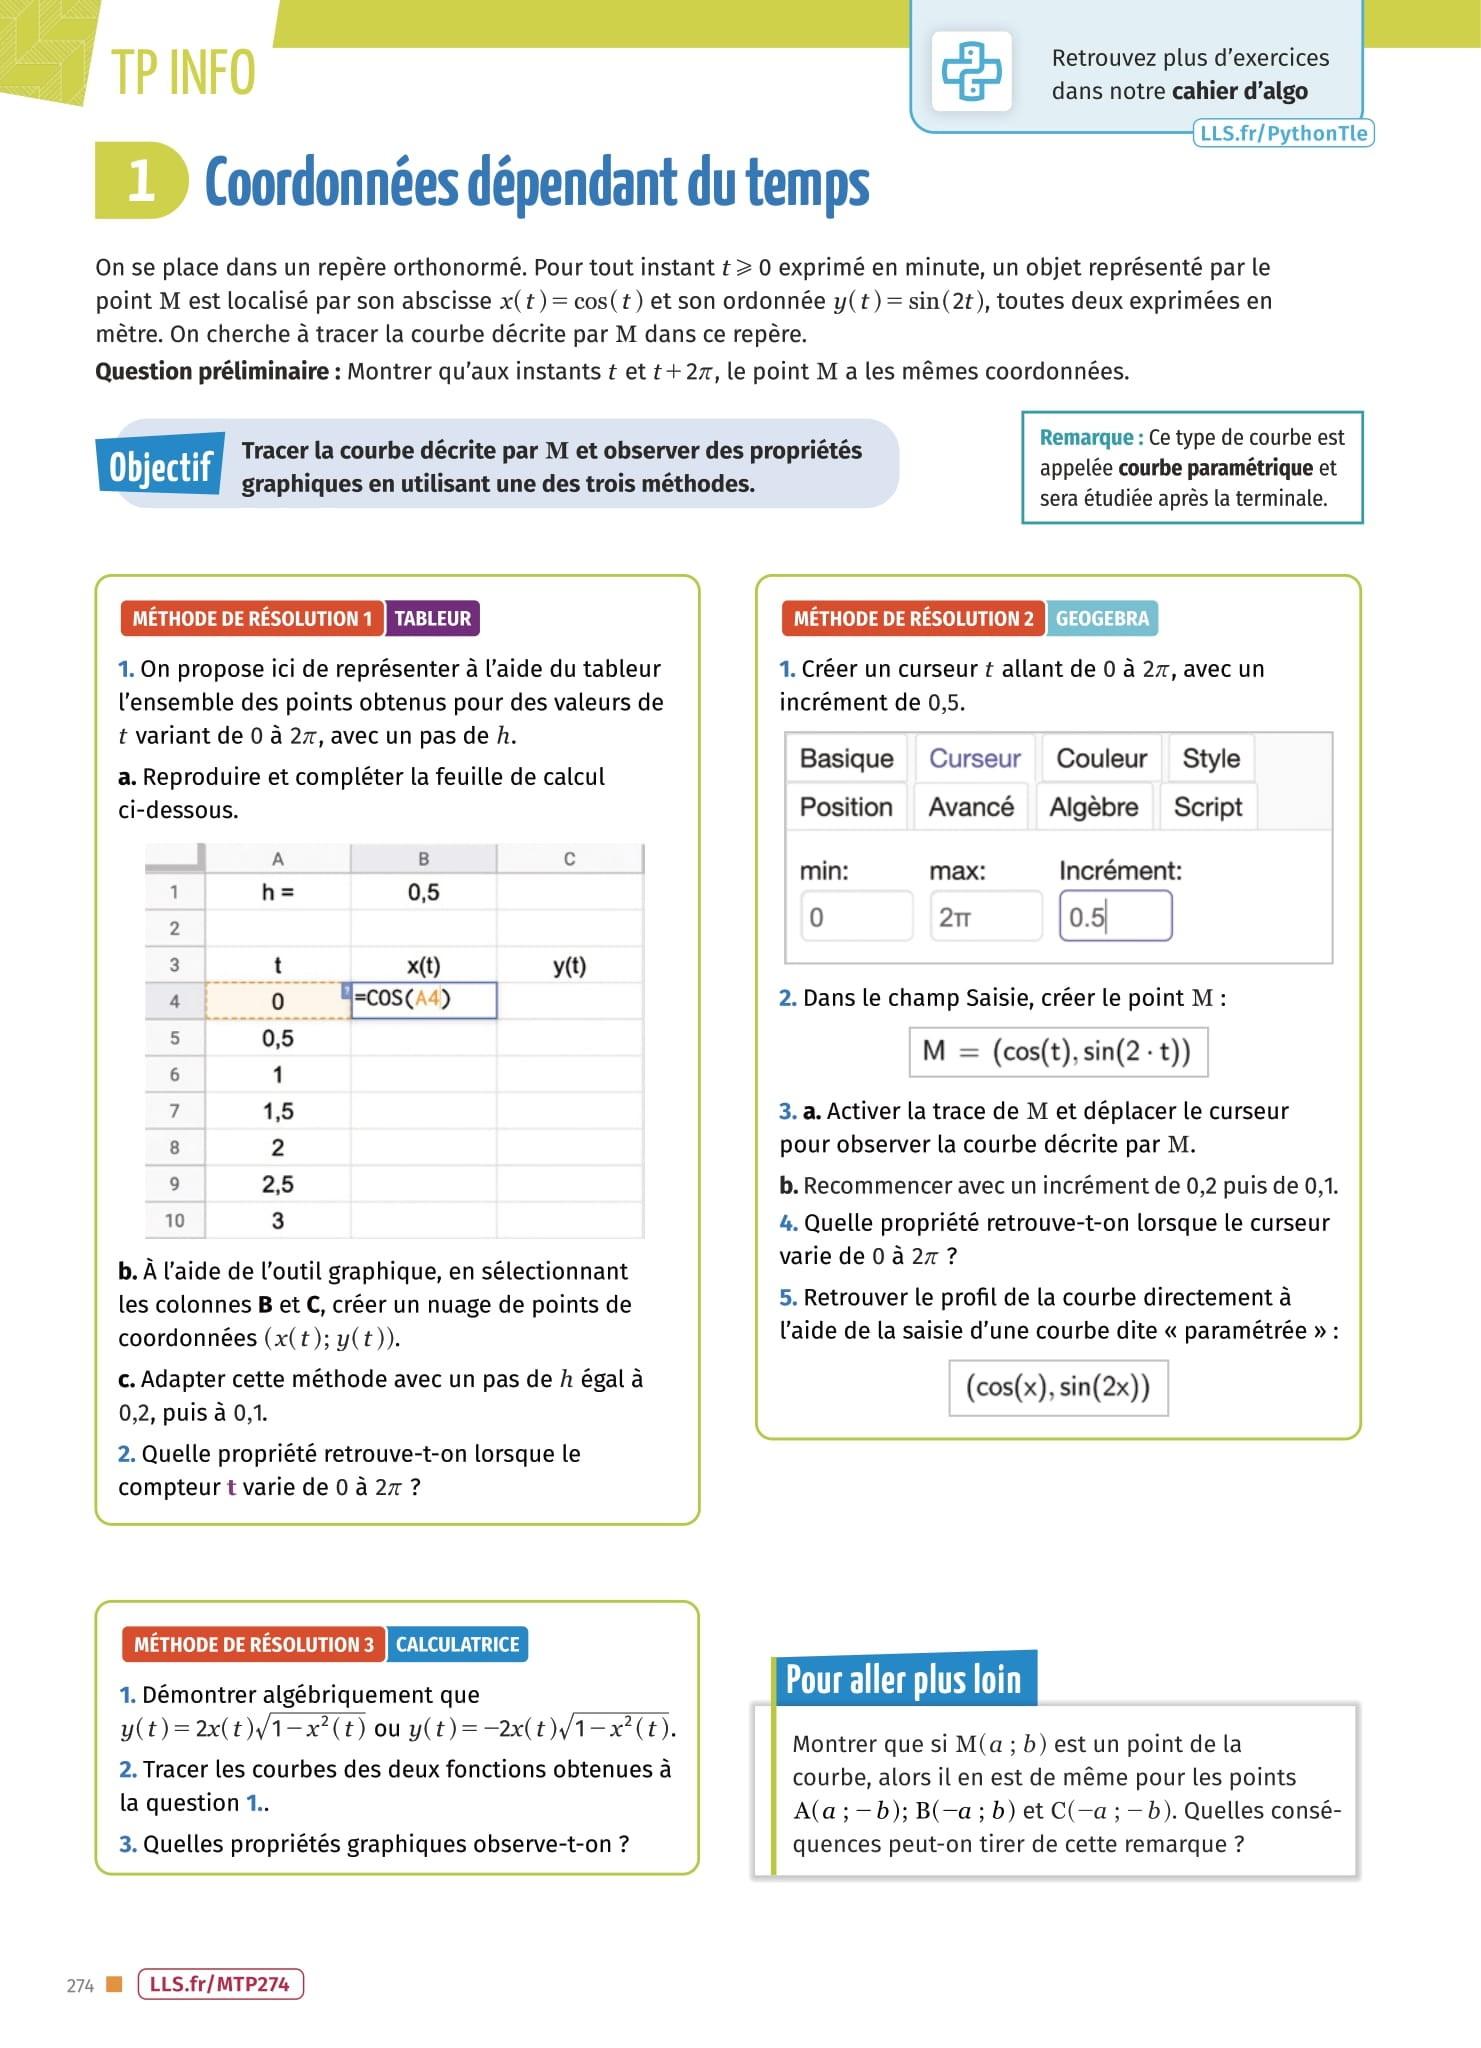 TP INFO
Retrouvez plus d'exercices
dans notre cahier d'algo
LLS.fr/PythonTle
1 Coordonnées dépendant du temps
On se place dans un repère orthonormé. Pour tout instant t ⩾ 0 exprimé en minute, un objet représenté par le
point M est localisé par son abscisse x(t) = cos(t) et son ordonnée y(t) = sin(2t), toutes deux exprimées en
mètre. On cherche à tracer la courbe décrite par M dans ce repère.
Question préliminaire : Montrer qu'aux instants t et t + 2π, le point M a les mêmes coordonnées.
Objectif
Tracer la courbe décrite par M et observer des propriétés
graphiques en utilisant une des trois méthodes.
Remarque : Ce type de courbe est
appelée courbe paramétrique et
sera étudiée après la terminale.
MÉTHODE DE RÉSOLUTION 1 TABLEUR
1. On propose ici de représenter à l'aide du tableur
l'ensemble des points obtenus pour des valeurs de
t variant de 0 à 2π, avec un pas de h.
a. Reproduire et compléter la feuille de calcul
ci-dessous.
A B C
1 h = 0,5
2
3 t x(t) y(t)
4 0 ? =COS(A4)
5 0,5
6 1
7 1,5
8 2
9 2,5
10 3
b. À l'aide de l'outil graphique, en sélectionnant
les colonnes B et C, créer un nuage de points de
coordonnées (x(t); y(t)).
c. Adapter cette méthode avec un pas de h égal à
0,2, puis à 0,1.
2. Quelle propriété retrouve-t-on lorsque le
compteur t varie de 0 à 2π ?
MÉTHODE DE RÉSOLUTION 2 GEOGEBRA
1. Créer un curseur t allant de 0 à 2π, avec un
incrément de 0,5.
Basique Curseur Couleur Style
Position Avancé Algèbre Script
min: max: Incrément:
0 2π 0.5
2. Dans le champ Saisie, créer le point M :
M = (cos(t), sin(2 · t))
3. a. Activer la trace de M et déplacer le curseur
pour observer la courbe décrite par M.
b. Recommencer avec un incrément de 0,2 puis de 0,1.
4. Quelle propriété retrouve-t-on lorsque le curseur
varie de 0 à 2π ?
5. Retrouver le profil de la courbe directement à
l'aide de la saisie d'une courbe dite « paramétrée » :
(cos(x), sin(2x))
MÉTHODE DE RÉSOLUTION 3 CALCULATRICE
1. Démontrer algébriquement que
y(t) = 2x(t)√(1 − x²(t)) ou y(t) = −2x(t)√(1 − x²(t)).
2. Tracer les courbes des deux fonctions obtenues à
la question 1..
3. Quelles propriétés graphiques observe-t-on ?
Pour aller plus loin
Montrer que si M(a ; b) est un point de la
courbe, alors il en est de même pour les points
A(a ; − b); B(−a ; b) et C(−a ; − b). Quelles consé-
quences peut-on tirer de cette remarque ?
274 LLS.fr/MTP274